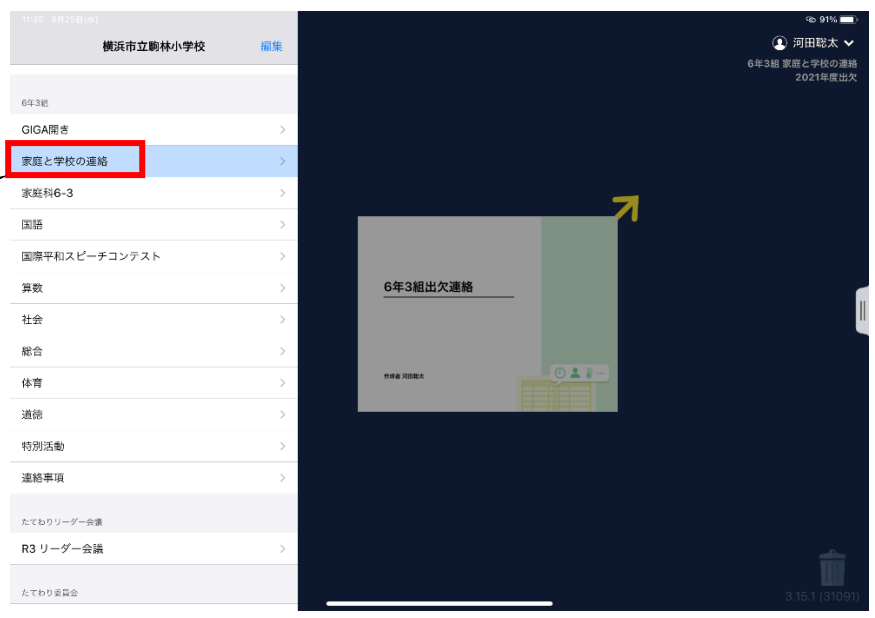 11:35 8月25日(水)
91%
横浜市立駒林小学校
編集
河田聡太
6年3組 家庭と学校の連絡
2021年度出欠
6年3組
GIGA開き
家庭と学校の連絡
家庭科6-3
国語
国際平和スピーチコンテスト
算数
社会
総合
体育
道徳
特別活動
連絡事項
たてわりリーダー会議
R3 リーダー会議
たてわり委員会
6年3組出欠連絡
作成者 河田聡太
3.15.1 (31091)